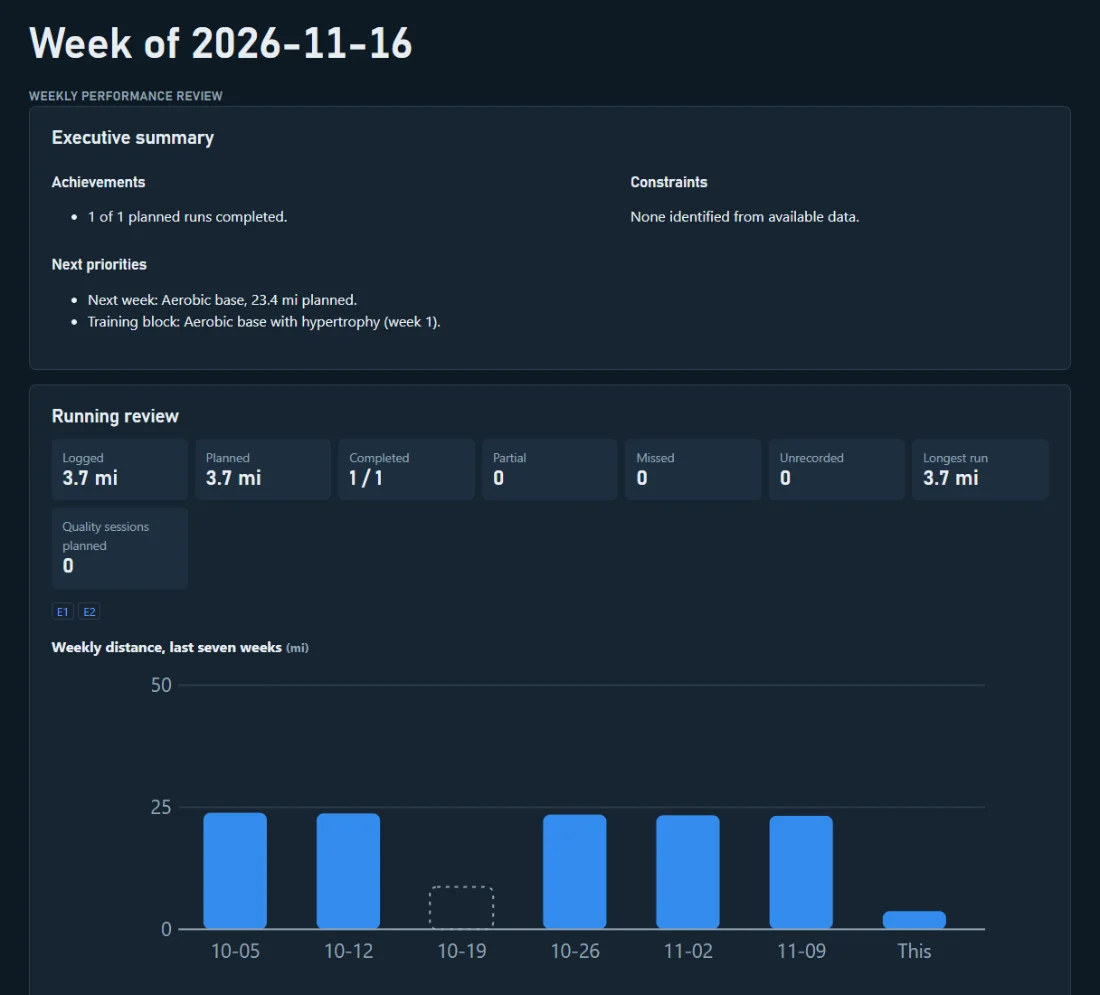 Week of 2026-11-16
WEEKLY PERFORMANCE REVIEW
Executive summary
Achievements
• 1 of 1 planned runs completed.
Constraints
None identified from available data.
Next priorities
• Next week: Aerobic base, 23.4 mi planned.
• Training block: Aerobic base with hypertrophy (week 1).
Running review
Logged
3.7 mi
Planned
3.7 mi
Completed
1 / 1
Partial
0
Missed
0
Unrecorded
0
Longest run
3.7 mi
Quality sessions
planned
0
E1 E2
Weekly distance, last seven weeks (mi)
50
25
0
10-05 10-12 10-19 10-26 11-02 11-09 This